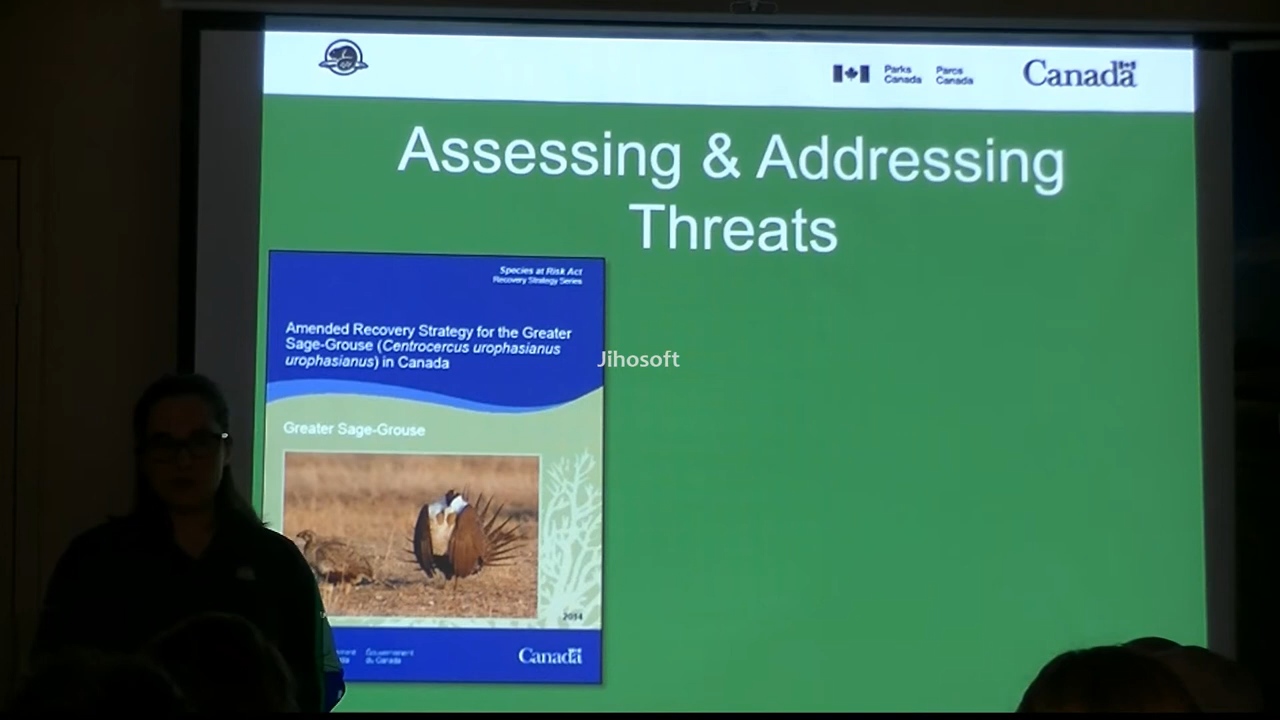 Parks Canada
Parcs Canada
Canada
Assessing & Addressing
Threats
Species at Risk Act
Recovery Strategy Series
Amended Recovery Strategy for the Greater
Sage-Grouse (Centrocercus urophasianus
urophasianus) in Canada
Jihosoft
Greater Sage-Grouse
2014
Gouvernement
du Canada
Canada